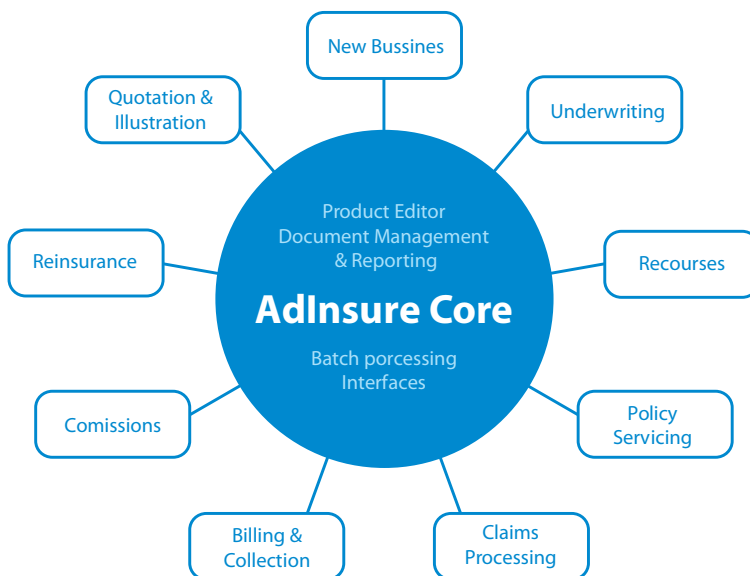 New Bussines
Quotation &
Illustration
Underwriting
Product Editor
Document Management
& Reporting
Reinsurance
Recourses
AdInsure Core
Batch porcessing
Interfaces
Comissions
Policy
Servicing
Billing &
Collection
Claims
Processing